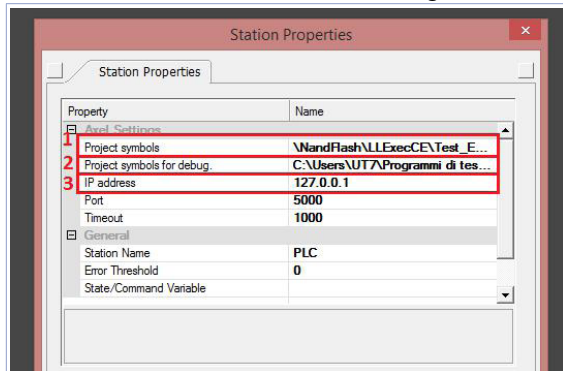 Station Properties
Station Properties
Property Name
Axel Settings
1 Project symbols \NandFlash\LLExecCE\Test_E...
2 Project symbols for debug. C:\Users\UT7\Programmi di tes...
3 IP address 127.0.0.1
Port 5000
Timeout 1000
General
Station Name PLC
Error Threshold 0
State/Command Variable